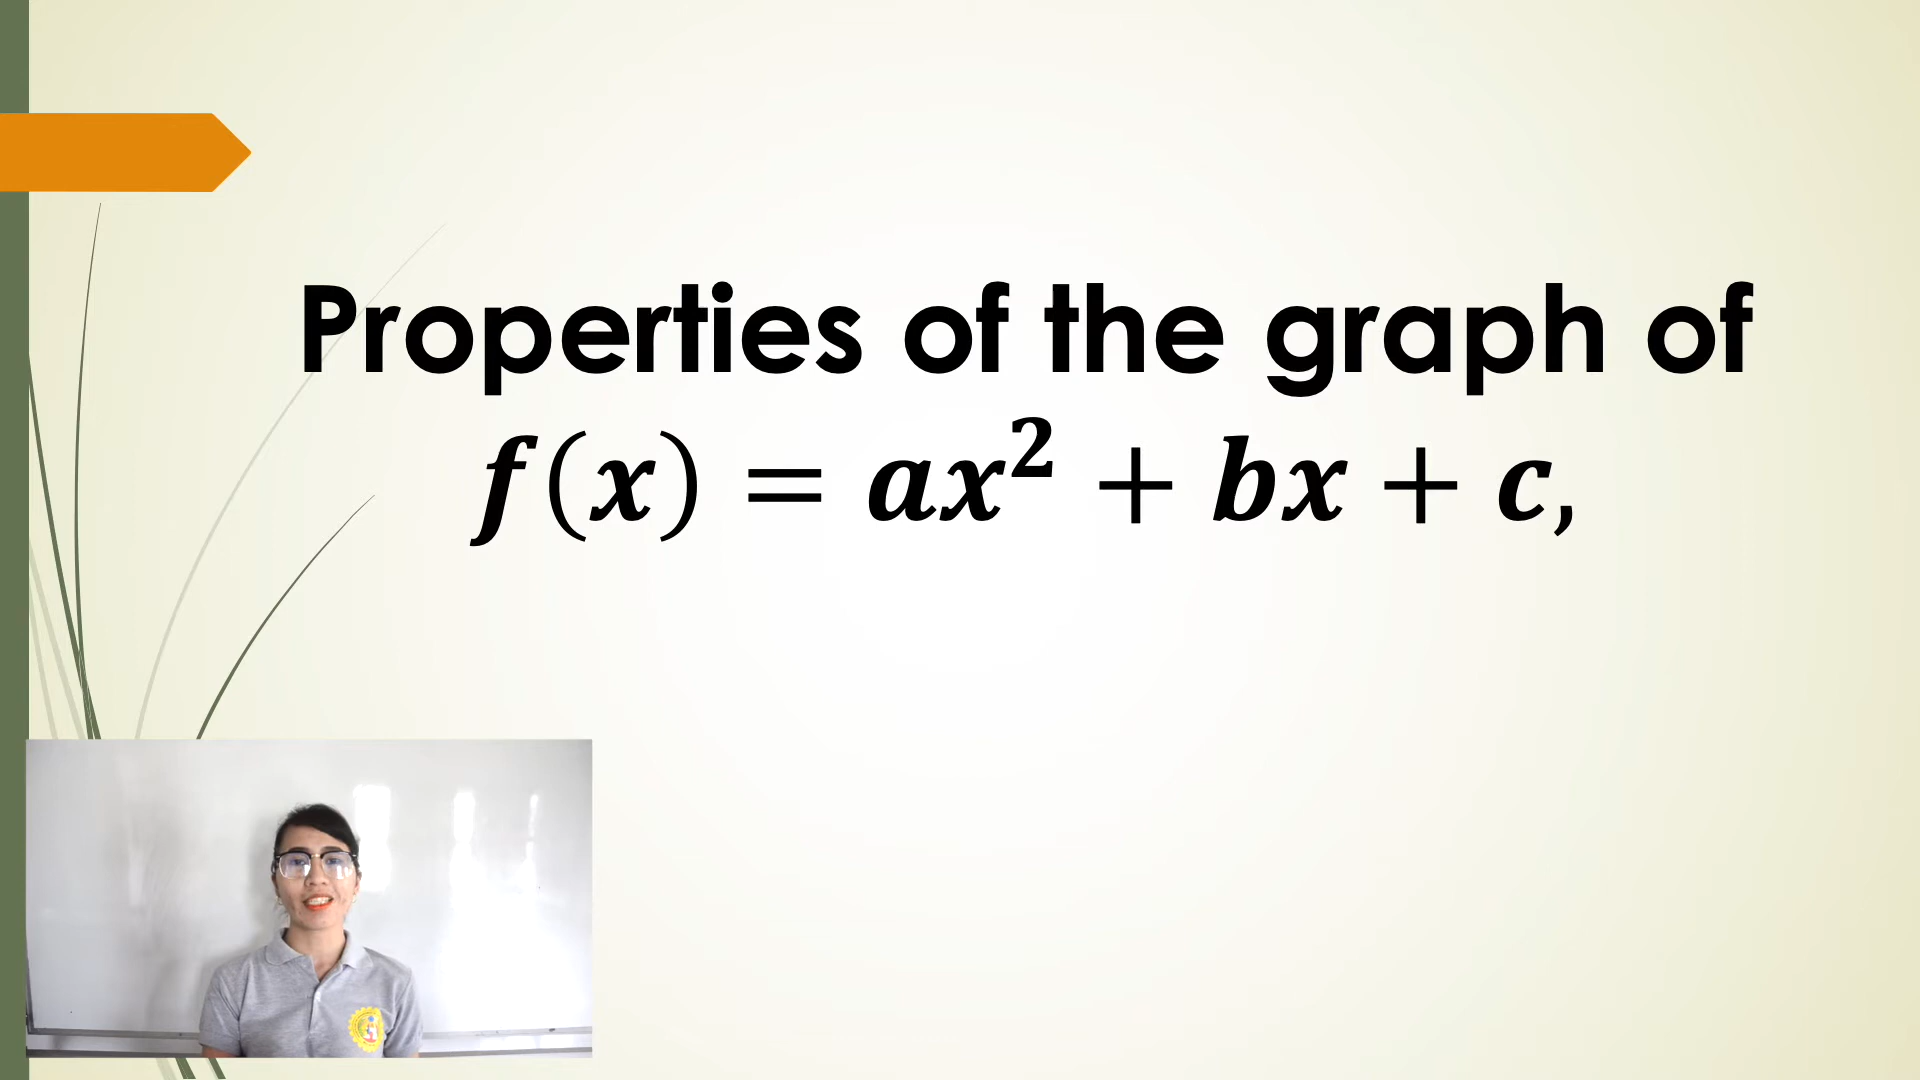 Properties of the graph of
f(x) = ax² + bx + c,